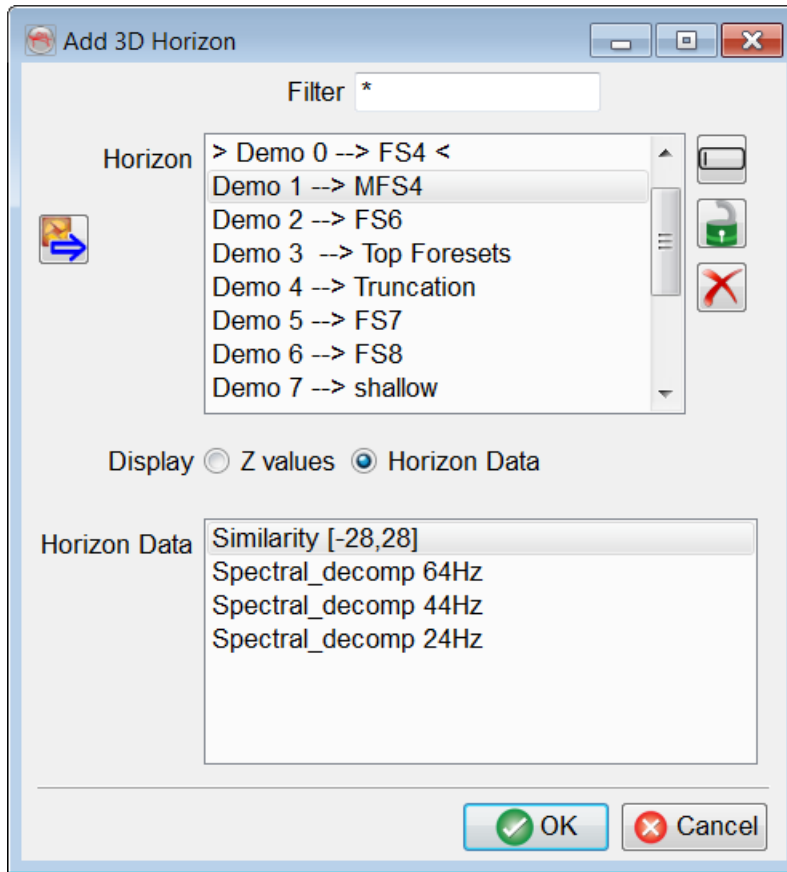 Add 3D Horizon
Filter *
Horizon
> Demo 0 --> FS4 <
Demo 1 --> MFS4
Demo 2 --> FS6
Demo 3  --> Top Foresets
Demo 4 --> Truncation
Demo 5 --> FS7
Demo 6 --> FS8
Demo 7 --> shallow
Display Z values Horizon Data
Horizon Data
Similarity [-28,28]
Spectral_decomp 64Hz
Spectral_decomp 44Hz
Spectral_decomp 24Hz
OK Cancel